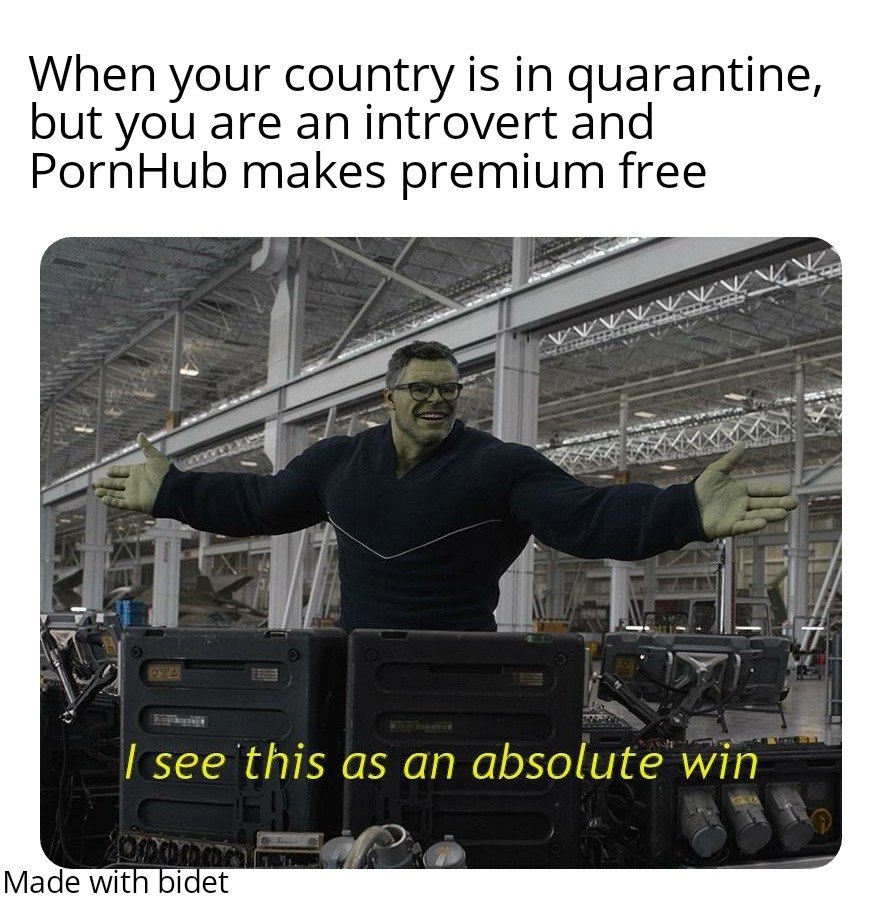 When your country is in quarantine,
but you are an introvert and
PornHub makes premium free
I see this as an absolute win
Made with bidet